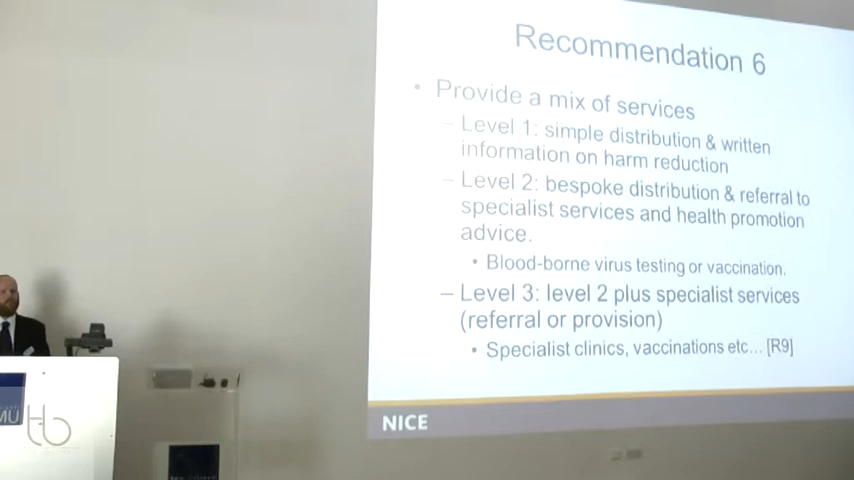 Recommendation 6
• Provide a mix of services
– Level 1: simple distribution & written
information on harm reduction
– Level 2: bespoke distribution & referral to
specialist services and health promotion
advice.
• Blood-borne virus testing or vaccination.
– Level 3: level 2 plus specialist services
(referral or provision)
• Specialist clinics, vaccinations etc... [R9]
NICE
MU
tb